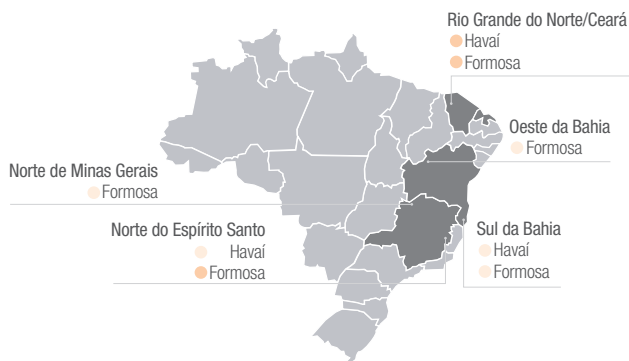 Rio Grande do Norte/Ceará
Havaí
Formosa
Oeste da Bahia
Formosa
Norte de Minas Gerais
Formosa
Norte do Espírito Santo
Havaí
Formosa
Sul da Bahia
Havaí
Formosa